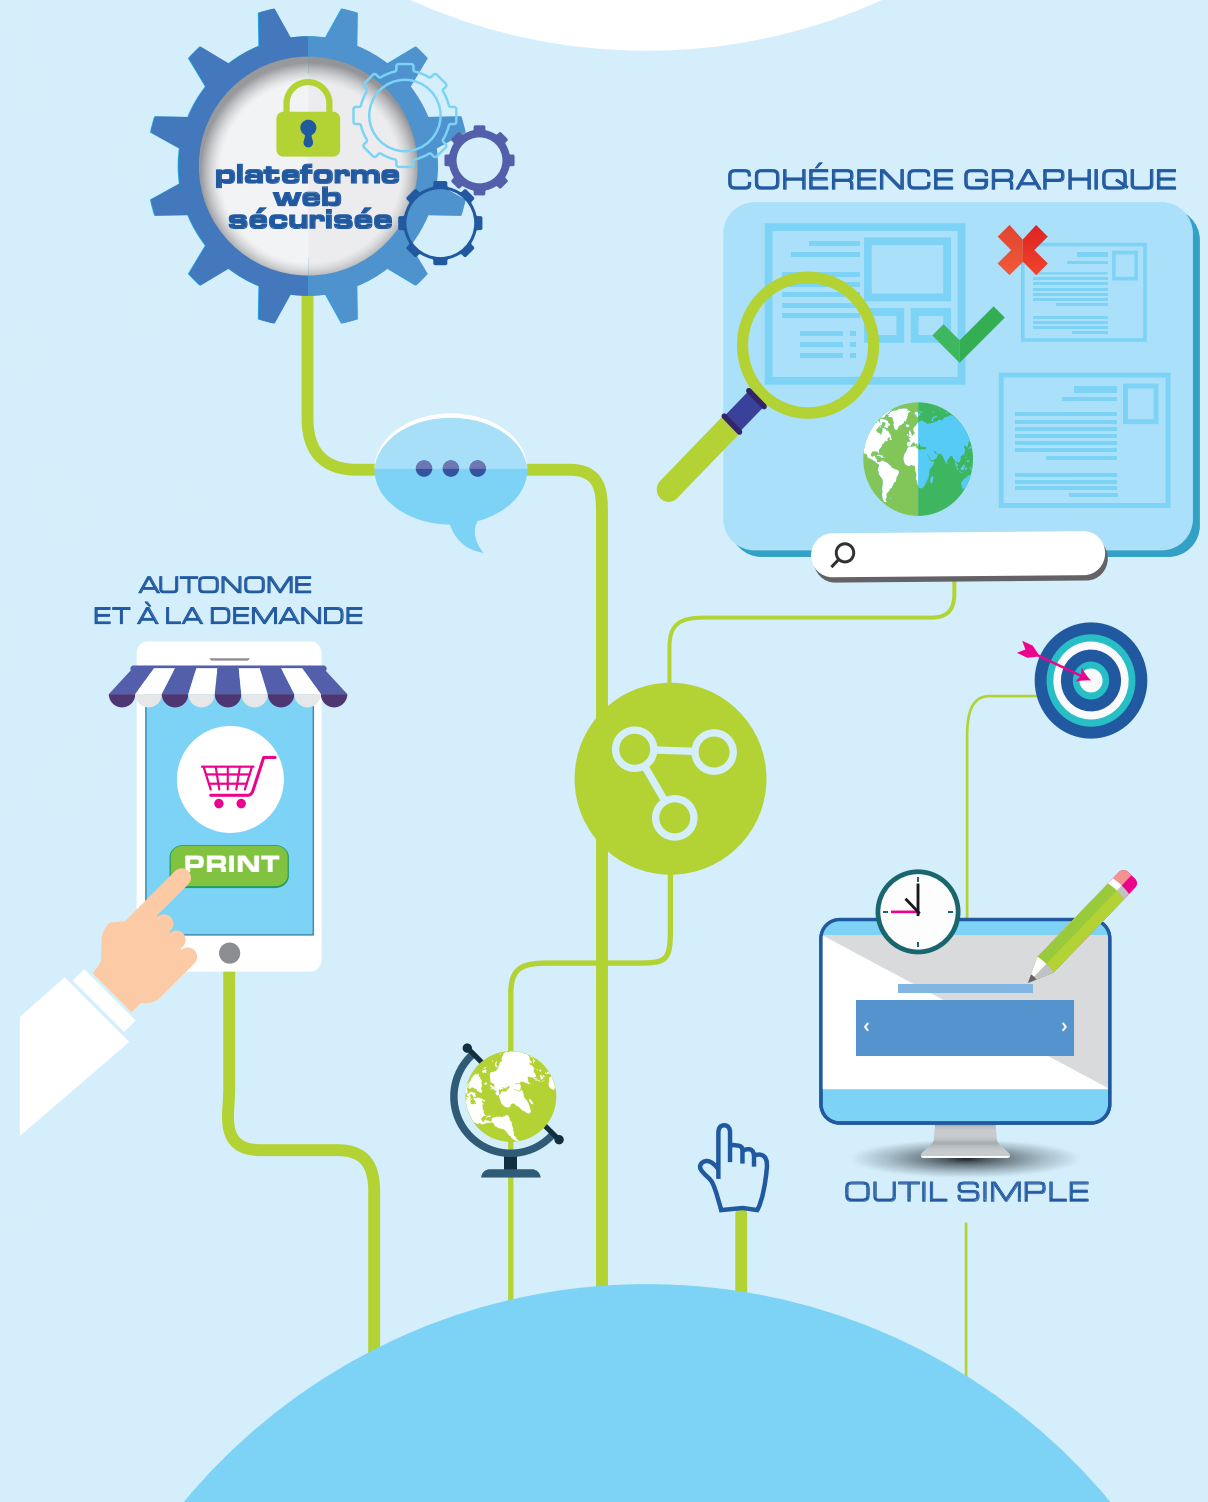 plateforme
web
sécurisée
COHÉRENCE GRAPHIQUE
AUTONOME
ET À LA DEMANDE
PRINT
OUTIL SIMPLE